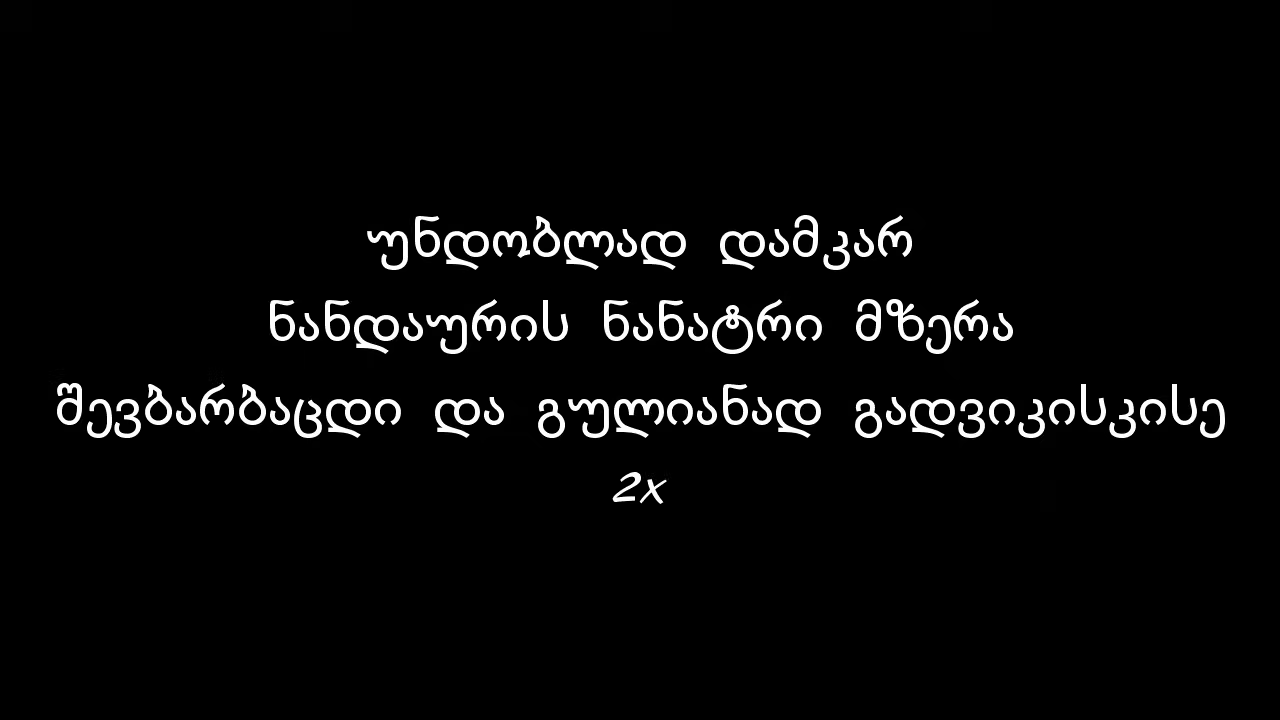 უნდობლად დამკარ
ნანდაურის ნანატრი მზერა
შევბარბაცდი და გულიანად გადვიკისკისე
2x